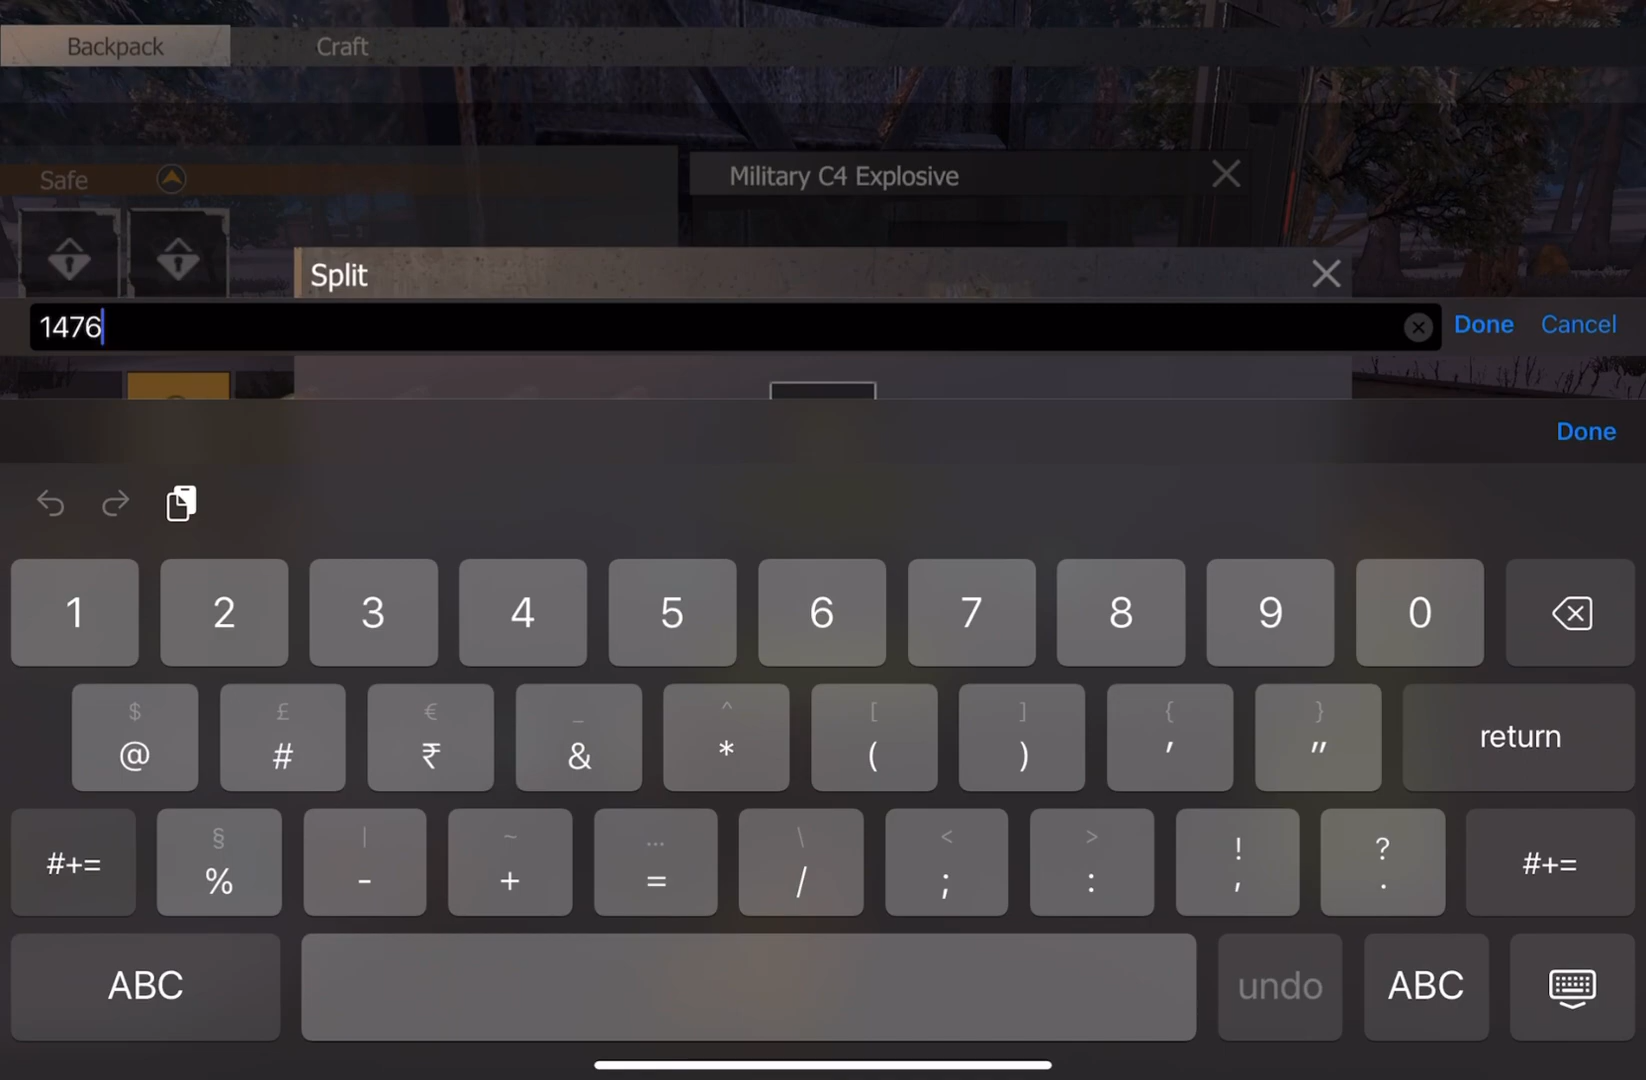 Backpack
Craft
Safe
Military C4 Explosive
Split
1476
Done
Cancel
Done
1 2 3 4 5 6 7 8 9 0
$ £ € _ ^ [ ] { }
@ # ₹ & * ( ) ' " return
§ | ~ … \ < > ! ?
#+= % - + = / ; : , . #+=
ABC undo ABC